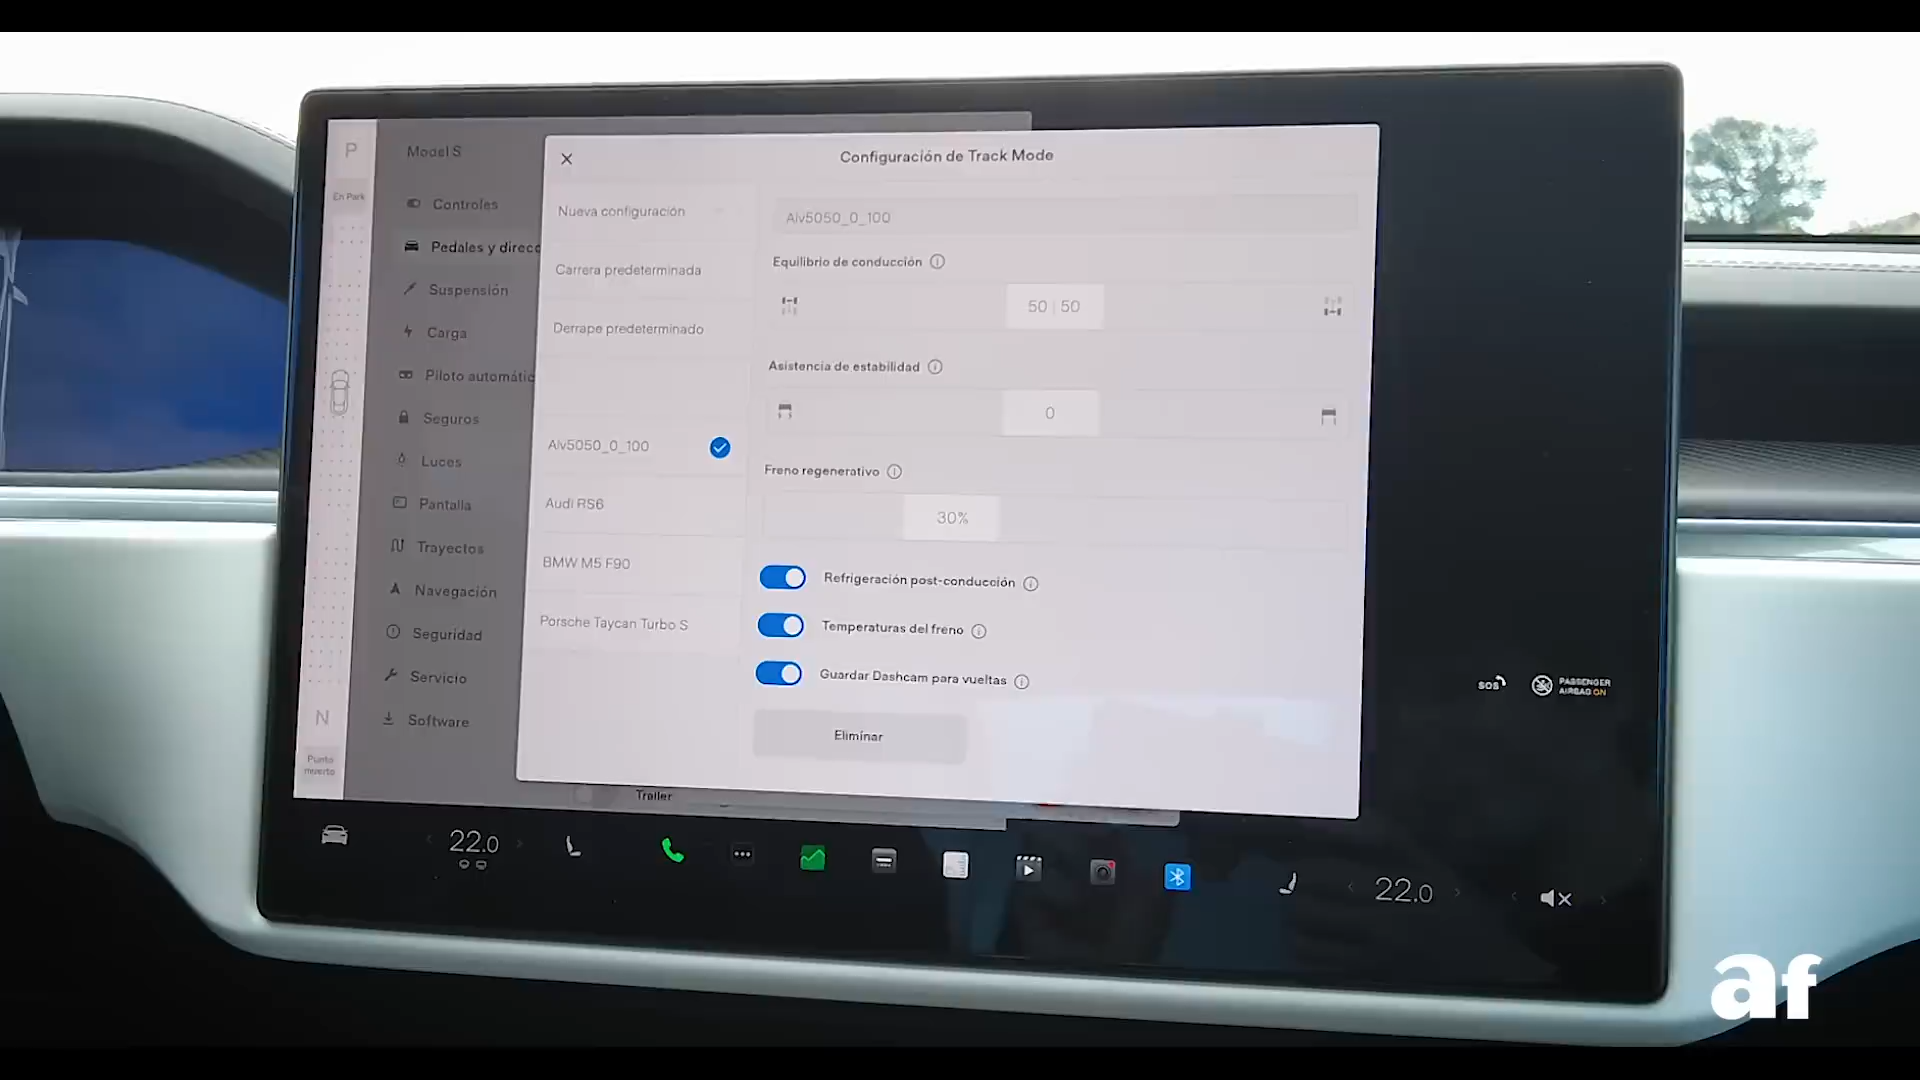 P
En Park
N
Punto
muerto
Model S
Controles
Pedales y direcc
Suspensión
Carga
Piloto automátic
Seguros
Luces
Pantalla
Trayectos
Navegación
Seguridad
Servicio
Software
Configuración de Track Mode
Nueva configuración
Carrera predeterminada
Derrape predeterminado
Alv5050_0_100
Audi RS6
BMW M5 F90
Porsche Taycan Turbo S
Alv5050_0_100
Equilibrio de conducción
50 | 50
Asistencia de estabilidad
0
Freno regenerativo
30%
Refrigeración post-conducción
Temperaturas del freno
Guardar Dashcam para vueltas
Eliminar
Trailer
SOS
PASSENGER
AIRBAG ON
22.0
22.0
af